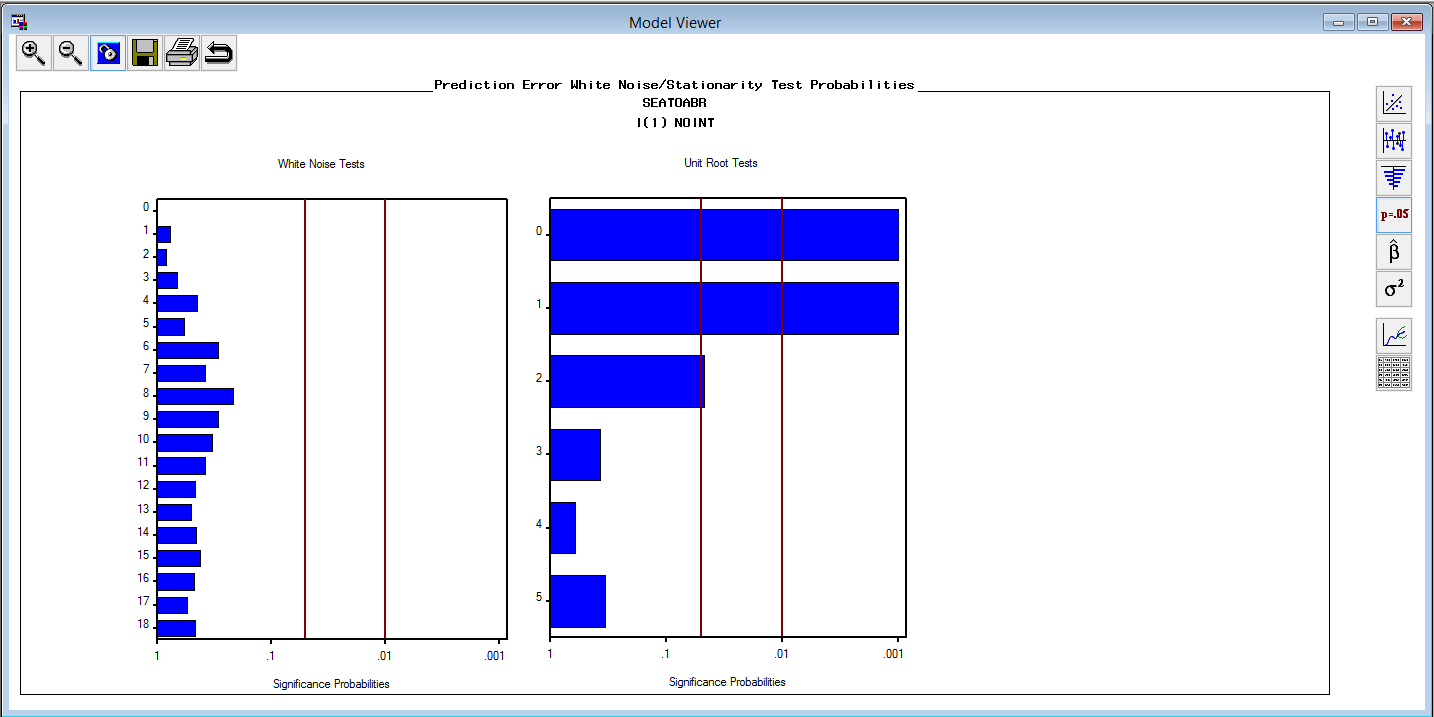 Model Viewer
Prediction Error White Noise/Stationarity Test Probabilities
SEATOABR
I(1) NOINT
White Noise Tests
0
1
2
3
4
5
6
7
8
9
10
11
12
13
14
15
16
17
18
1 .1 .01 .001
Significance Probabilities
Unit Root Tests
0
1
2
3
4
5
1 .1 .01 .001
Significance Probabilities
p=.05
β̂
σ²